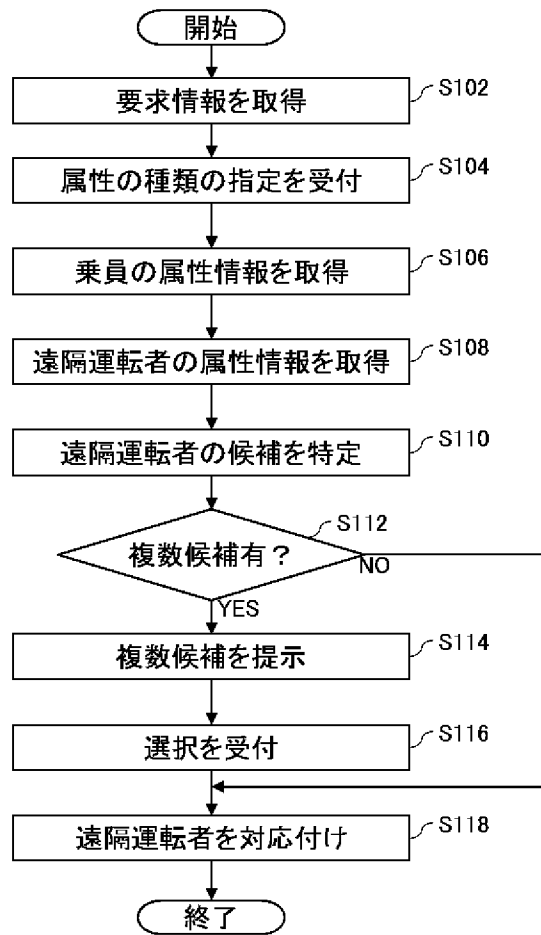 開始
要求情報を取得
S102
属性の種類の指定を受付
S104
乗員の属性情報を取得
S106
遠隔運転者の属性情報を取得
S108
遠隔運転者の候補を特定
S110
複数候補有？
S112
NO
YES
複数候補を提示
S114
選択を受付
S116
遠隔運転者を対応付け
S118
終了